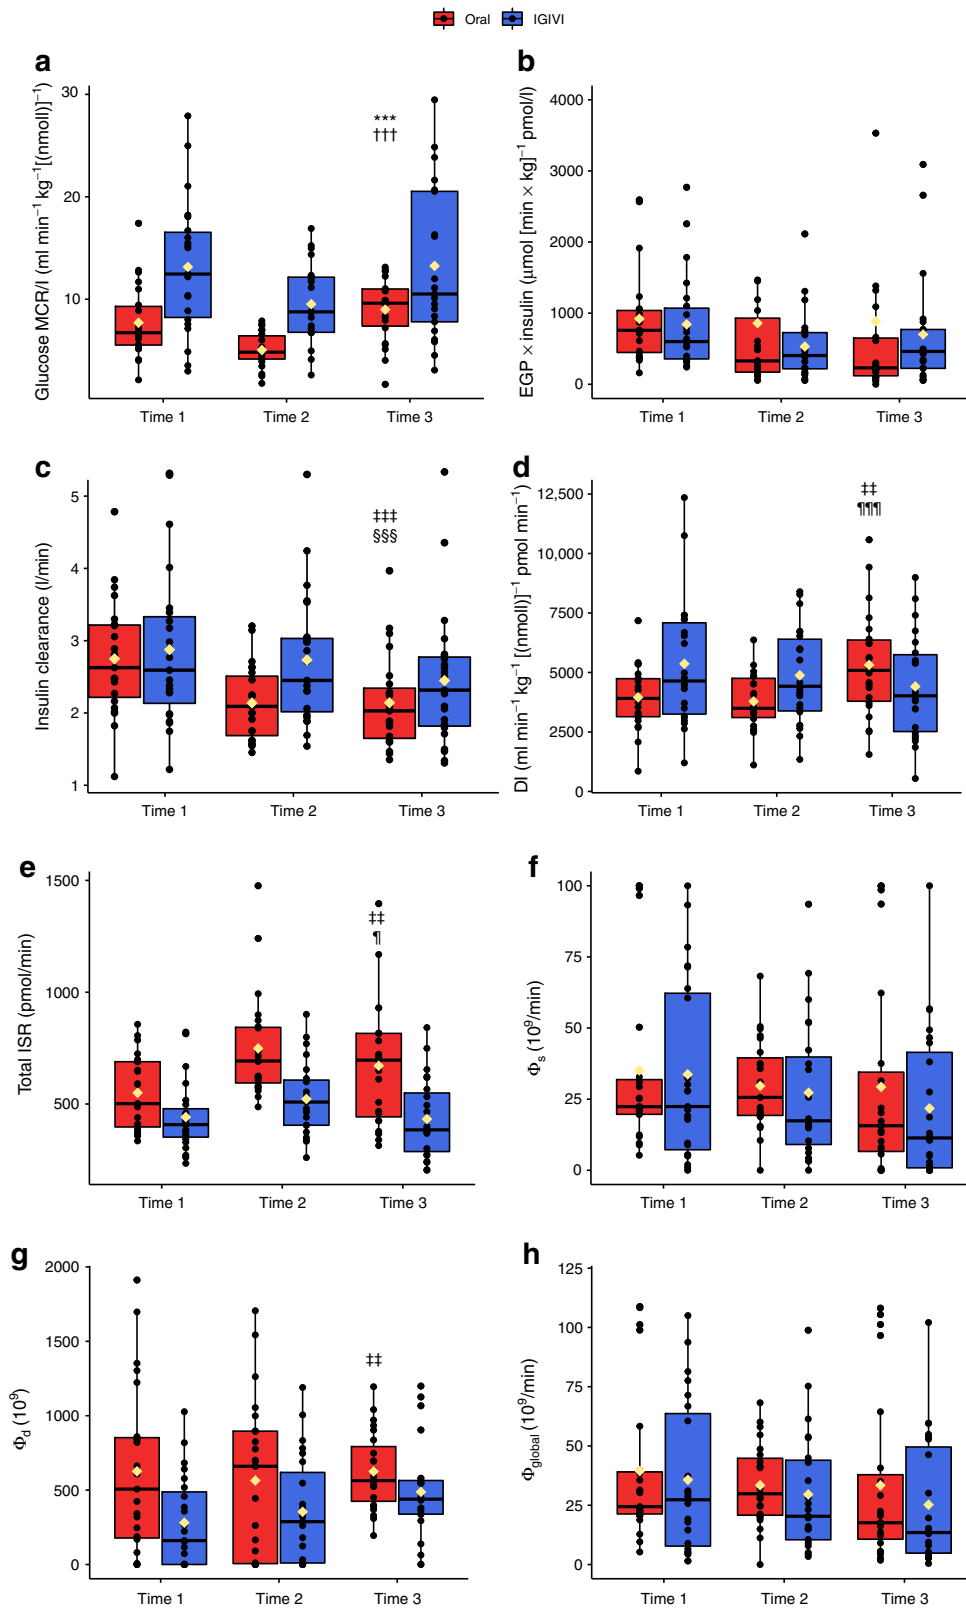 Oral IGIVI
a
Glucose MCR/I (ml min⁻¹ kg⁻¹ [(nmoll)]⁻¹)
30
20
10
***
†††
Time 1 Time 2 Time 3
b
EGP × insulin (μmol [min × kg]⁻¹ pmol/l)
4000
3000
2000
1000
0
Time 1 Time 2 Time 3
c
Insulin clearance (l/min)
5
4
3
2
1
‡‡‡
§§§
Time 1 Time 2 Time 3
d
DI (ml min⁻¹ kg⁻¹ [(nmoll)]⁻¹ pmol min⁻¹)
12,500
10,000
7500
5000
2500
0
‡‡
¶¶¶
Time 1 Time 2 Time 3
e
Total ISR (pmol/min)
1500
1000
500
‡‡
¶
Time 1 Time 2 Time 3
f
Φs (10⁹/min)
100
75
50
25
0
Time 1 Time 2 Time 3
g
Φd (10⁹)
2000
1500
1000
500
0
‡‡
Time 1 Time 2 Time 3
h
Φglobal (10⁹/min)
125
100
75
50
25
0
Time 1 Time 2 Time 3